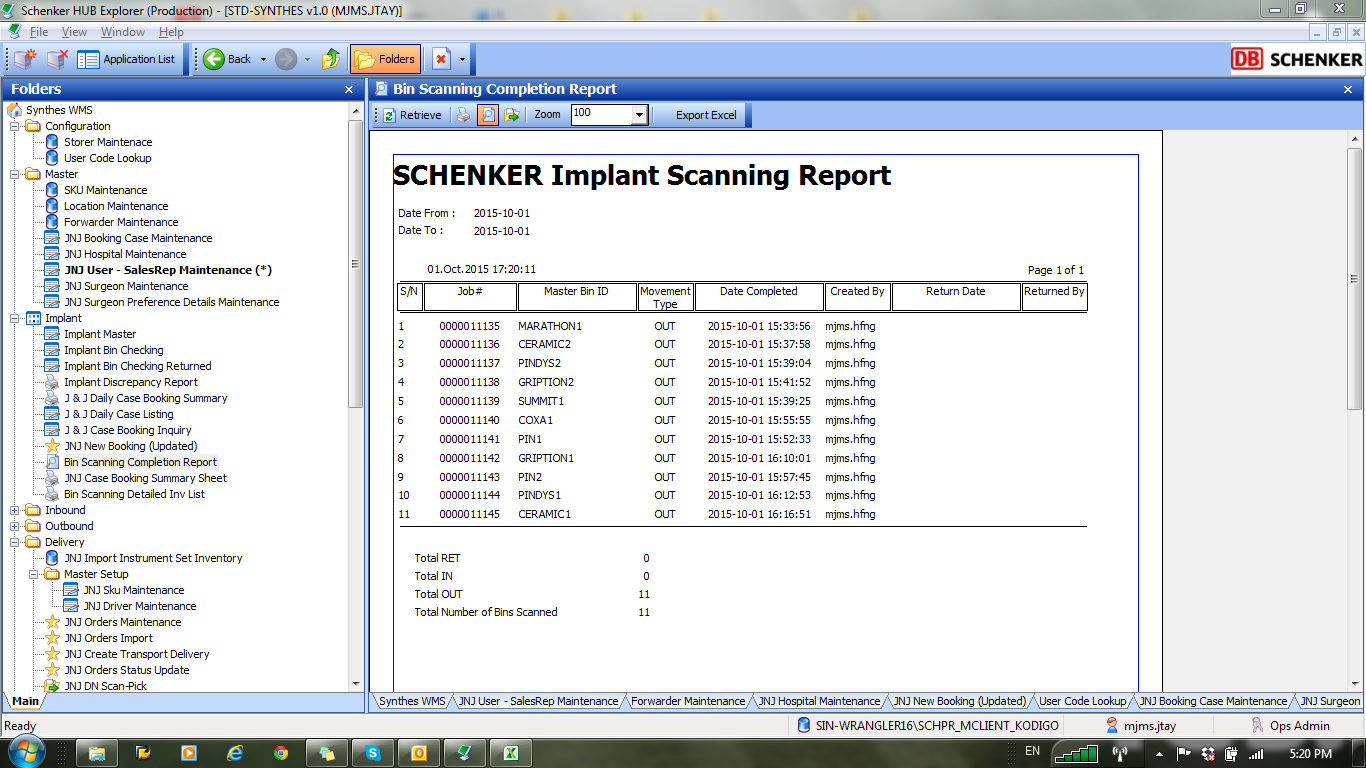 Schenker HUB Explorer (Production) - [STD-SYNTHES v1.0 (MJMS.JTAY)]
File View Window Help
Application List Back Folders
DB SCHENKER
Folders
Synthes WMS
Configuration
Storer Maintenace
User Code Lookup
Master
SKU Maintenance
Location Maintenance
Forwarder Maintenance
JNJ Booking Case Maintenance
JNJ Hospital Maintenance
JNJ User - SalesRep Maintenance (*)
JNJ Surgeon Maintenance
JNJ Surgeon Preference Details Maintenance
Implant
Implant Master
Implant Bin Checking
Implant Bin Checking Returned
Implant Discrepancy Report
J & J Daily Case Booking Summary
J & J Daily Case Listing
J & J Case Booking Inquiry
JNJ New Booking (Updated)
Bin Scanning Completion Report
JNJ Case Booking Summary Sheet
Bin Scanning Detailed Inv List
Inbound
Outbound
Delivery
JNJ Import Instrument Set Inventory
Master Setup
JNJ Sku Maintenance
JNJ Driver Maintenance
JNJ Orders Maintenance
JNJ Orders Import
JNJ Create Transport Delivery
JNJ Orders Status Update
JNJ DN Scan-Pick
Main
Bin Scanning Completion Report
Retrieve Zoom 100 Export Excel
SCHENKER Implant Scanning Report
Date From : 2015-10-01
Date To : 2015-10-01
01.Oct.2015 17:20:11 Page 1 of 1
S/N Job# Master Bin ID Movement Type Date Completed Created By Return Date Returned By
1 0000011135 MARATHON1 OUT 2015-10-01 15:33:56 mjms.hfng
2 0000011136 CERAMIC2 OUT 2015-10-01 15:37:58 mjms.hfng
3 0000011137 PINDYS2 OUT 2015-10-01 15:39:04 mjms.hfng
4 0000011138 GRIPTION2 OUT 2015-10-01 15:41:52 mjms.hfng
5 0000011139 SUMMIT1 OUT 2015-10-01 15:39:25 mjms.hfng
6 0000011140 COXA1 OUT 2015-10-01 15:55:55 mjms.hfng
7 0000011141 PIN1 OUT 2015-10-01 15:52:33 mjms.hfng
8 0000011142 GRIPTION1 OUT 2015-10-01 16:10:01 mjms.hfng
9 0000011143 PIN2 OUT 2015-10-01 15:57:45 mjms.hfng
10 0000011144 PINDYS1 OUT 2015-10-01 16:12:53 mjms.hfng
11 0000011145 CERAMIC1 OUT 2015-10-01 16:16:51 mjms.hfng
Total RET 0
Total IN 0
Total OUT 11
Total Number of Bins Scanned 11
Synthes WMS JNJ User - SalesRep Maintenance Forwarder Maintenance JNJ Hospital Maintenance JNJ New Booking (Updated) User Code Lookup JNJ Booking Case Maintenance JNJ Surgeon
Ready SIN-WRANGLER16\SCHPR_MCLIENT_KODIGO mjms.jtay Ops Admin
EN 5:20 PM